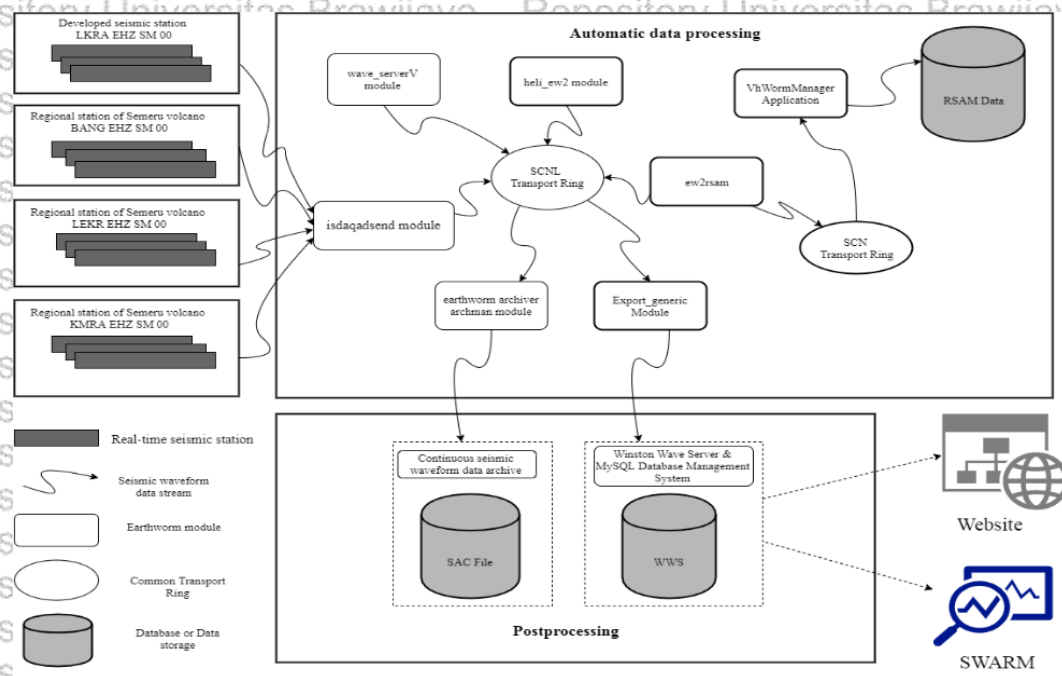 Developed seismic station
LKRA EHZ SM 00
Regional station of Semeru volcano
BANG EHZ SM 00
Regional station of Semeru volcano
LEKR EHZ SM 00
Regional station of Semeru volcano
KMRA EHZ SM 00
Automatic data processing
wave_serverV
module
heli_ew2 module
VhWormManager
Application
RSAM Data
SCNL
Transport Ring
ew2rsam
isdaqadsend module
SCN
Transport Ring
earthworm archiver
archman module
Export_generic
Module
Real-time seismic station
Seismic waveform
data stream
Earthworm module
Common Transport
Ring
Database or Data
storage
Continuous seismic
waveform data archive
SAC File
Winston Wave Server &
MySQL Database Management
System
WWS
Postprocessing
Website
SWARM